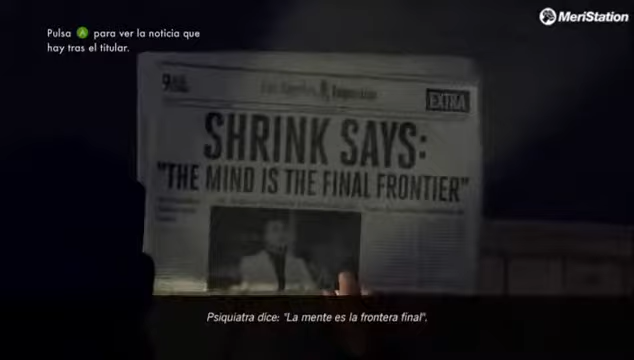 Pulsa A para ver la noticia que
hay tras el titular.
MeriStation
EXTRA
SHRINK SAYS:
"THE MIND IS THE FINAL FRONTIER"
Psiquiatra dice: "La mente es la frontera final".